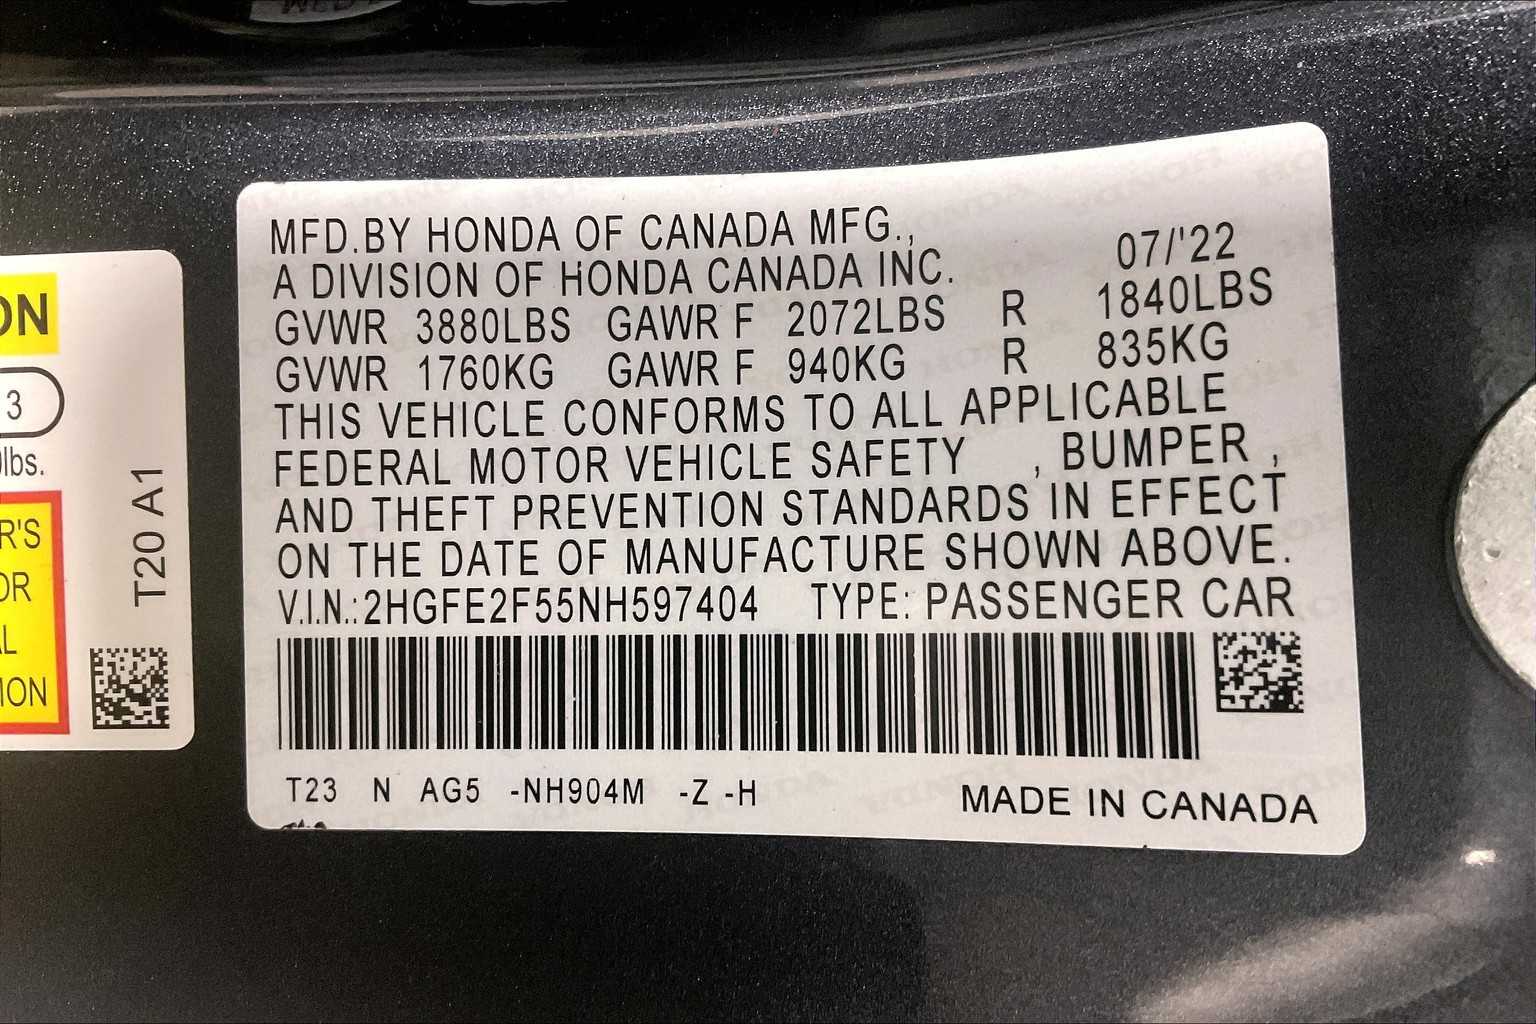 MFD.BY HONDA OF CANADA MFG.,
A DIVISION OF HONDA CANADA INC. 07/'22
GVWR 3880LBS GAWR F 2072LBS R 1840LBS
GVWR 1760KG GAWR F 940KG R 835KG
THIS VEHICLE CONFORMS TO ALL APPLICABLE
FEDERAL MOTOR VEHICLE SAFETY , BUMPER ,
AND THEFT PREVENTION STANDARDS IN EFFECT
ON THE DATE OF MANUFACTURE SHOWN ABOVE.
V.I.N.:2HGFE2F55NH597404 TYPE: PASSENGER CAR
T23 N AG5 -NH904M -Z -H
MADE IN CANADA
ON
3
lbs.
R'S
OR
AL
ION
T20 A1